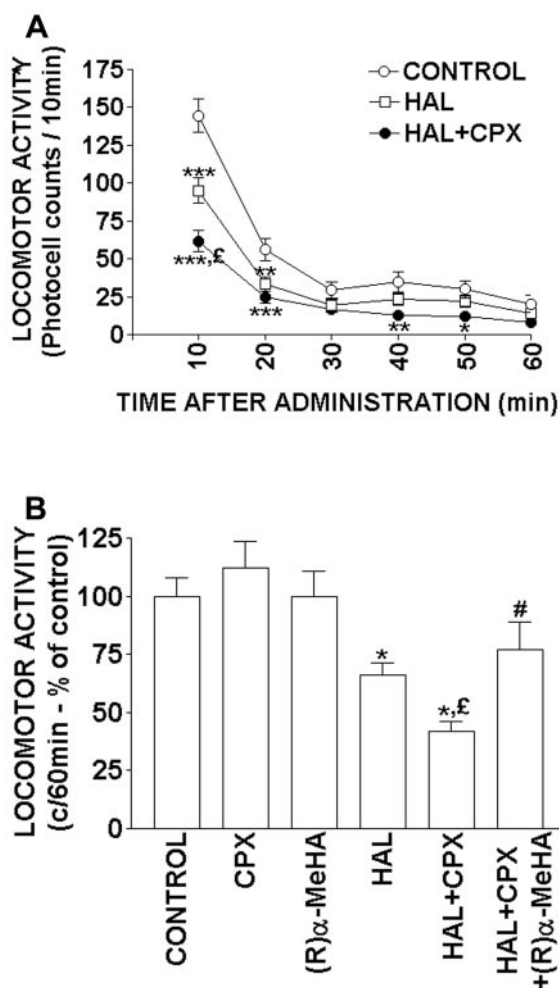 A
LOCOMOTOR ACTIVITY
(Photocell counts / 10min)
175
150
125
100
75
50
25
0
CONTROL
HAL
HAL+CPX
***
***,£
**
***
**
*
10
20
30
40
50
60
TIME AFTER ADMINISTRATION (min)
B
LOCOMOTOR ACTIVITY
(c/60min - % of control)
125
100
75
50
25
0
*
*,£
#
CONTROL
CPX
(R)α-MeHA
HAL
HAL+CPX
HAL+CPX
+(R)α-MeHA